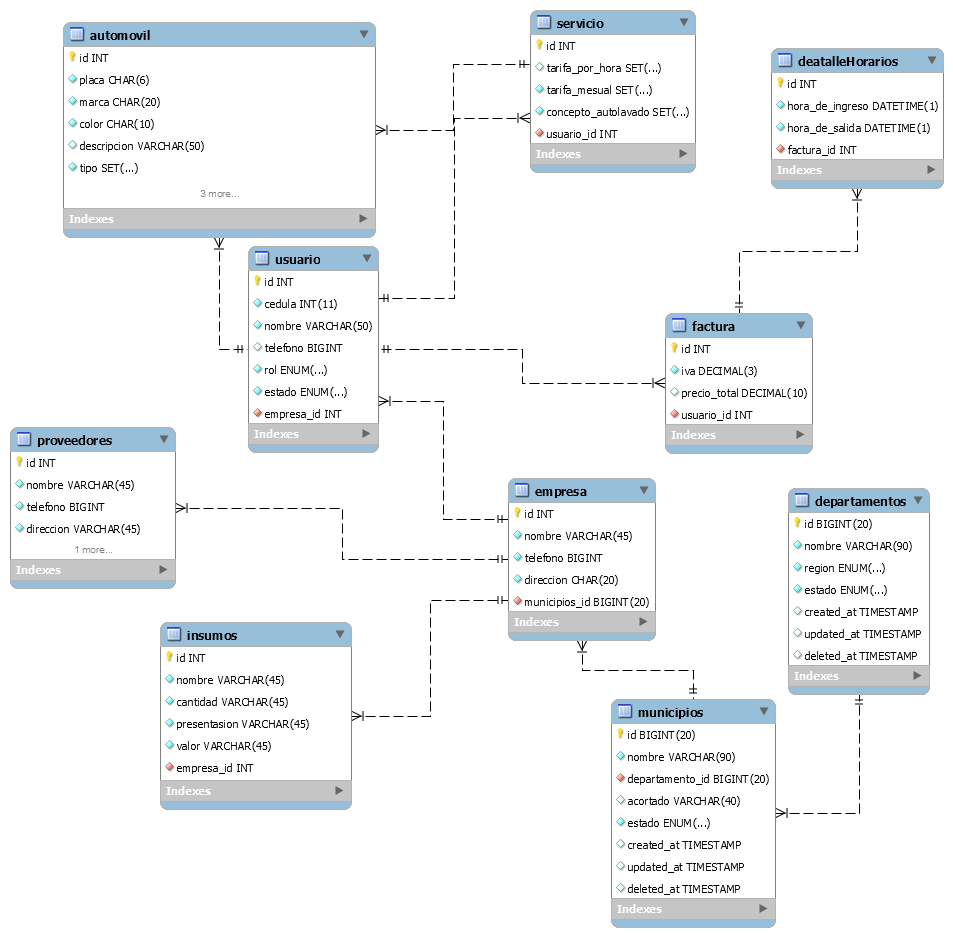 automovil
id INT
placa CHAR(6)
marca CHAR(20)
color CHAR(10)
descripcion VARCHAR(50)
tipo SET(...)
3 more...
Indexes
servicio
id INT
tarifa_por_hora SET(...)
tarifa_mesual SET(...)
concepto_autolavado SET(...)
usuario_id INT
Indexes
deatalleHorarios
id INT
hora_de_ingreso DATETIME(1)
hora_de_salida DATETIME(1)
factura_id INT
Indexes
usuario
id INT
cedula INT(11)
nombre VARCHAR(50)
telefono BIGINT
rol ENUM(...)
estado ENUM(...)
empresa_id INT
Indexes
factura
id INT
iva DECIMAL(3)
precio_total DECIMAL(10)
usuario_id INT
Indexes
proveedores
id INT
nombre VARCHAR(45)
telefono BIGINT
direccion VARCHAR(45)
1 more...
Indexes
empresa
id INT
nombre VARCHAR(45)
telefono BIGINT
direccion CHAR(20)
municipios_id BIGINT(20)
Indexes
departamentos
id BIGINT(20)
nombre VARCHAR(90)
region ENUM(...)
estado ENUM(...)
created_at TIMESTAMP
updated_at TIMESTAMP
deleted_at TIMESTAMP
Indexes
insumos
id INT
nombre VARCHAR(45)
cantidad VARCHAR(45)
presentasion VARCHAR(45)
valor VARCHAR(45)
empresa_id INT
Indexes
municipios
id BIGINT(20)
nombre VARCHAR(90)
departamento_id BIGINT(20)
acortado VARCHAR(40)
estado ENUM(...)
created_at TIMESTAMP
updated_at TIMESTAMP
deleted_at TIMESTAMP
Indexes